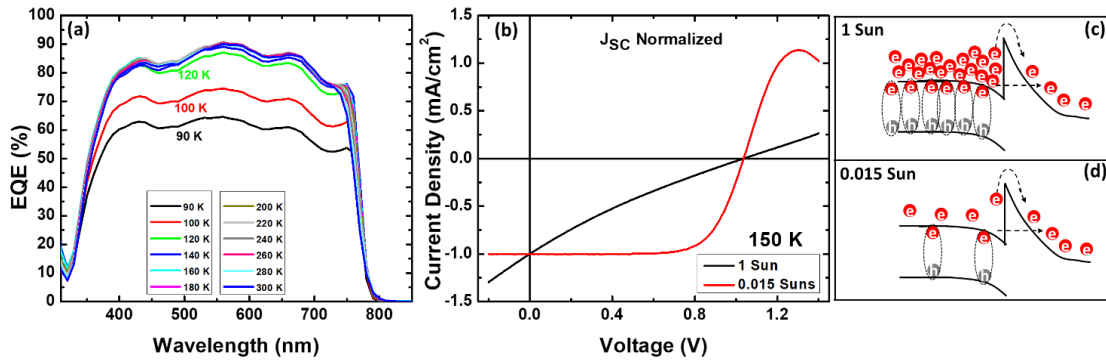 (a)
EQE (%)
100
90
80
70
60
50
40
30
20
10
0
120 K
100 K
90 K
90 K
100 K
120 K
140 K
160 K
180 K
200 K
220 K
240 K
260 K
280 K
300 K
400
500
600
700
800
Wavelength (nm)
(b)
J_SC Normalized
Current Density (mA/cm²)
1.5
1.0
0.5
0.0
-0.5
-1.0
-1.5
150 K
1 Sun
0.015 Suns
0.0
0.4
0.8
1.2
Voltage (V)
1 Sun
(c)
e e e e e e e e e e e e e e e e e e e e e e e e e
h h h h h h
0.015 Sun
(d)
e e e e e e e e e e
h h